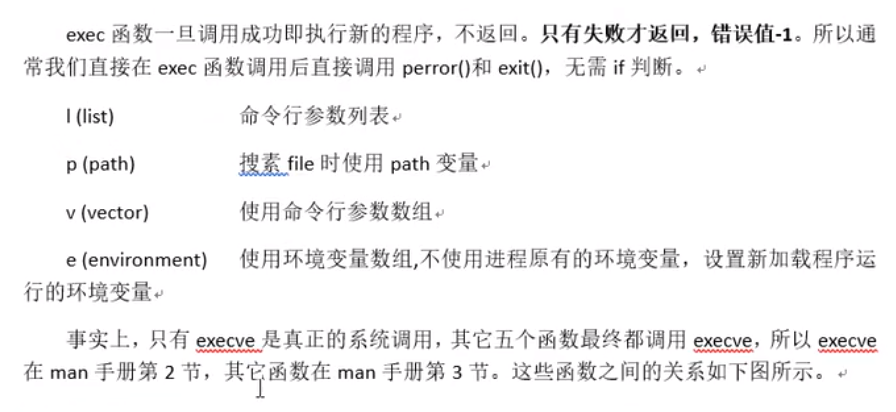 exec 函数一旦调用成功即执行新的程序，不返回。只有失败才返回，错误值-1。所以通
常我们直接在 exec 函数调用后直接调用 perror()和 exit()，无需 if 判断。
l (list) 命令行参数列表
p (path) 搜素 file 时使用 path 变量
v (vector) 使用命令行参数数组
e (environment) 使用环境变量数组,不使用进程原有的环境变量，设置新加载程序运
行的环境变量
事实上，只有 execve 是真正的系统调用，其它五个函数最终都调用 execve，所以 execve
在 man 手册第 2 节，其它函数在 man 手册第 3 节。这些函数之间的关系如下图所示。